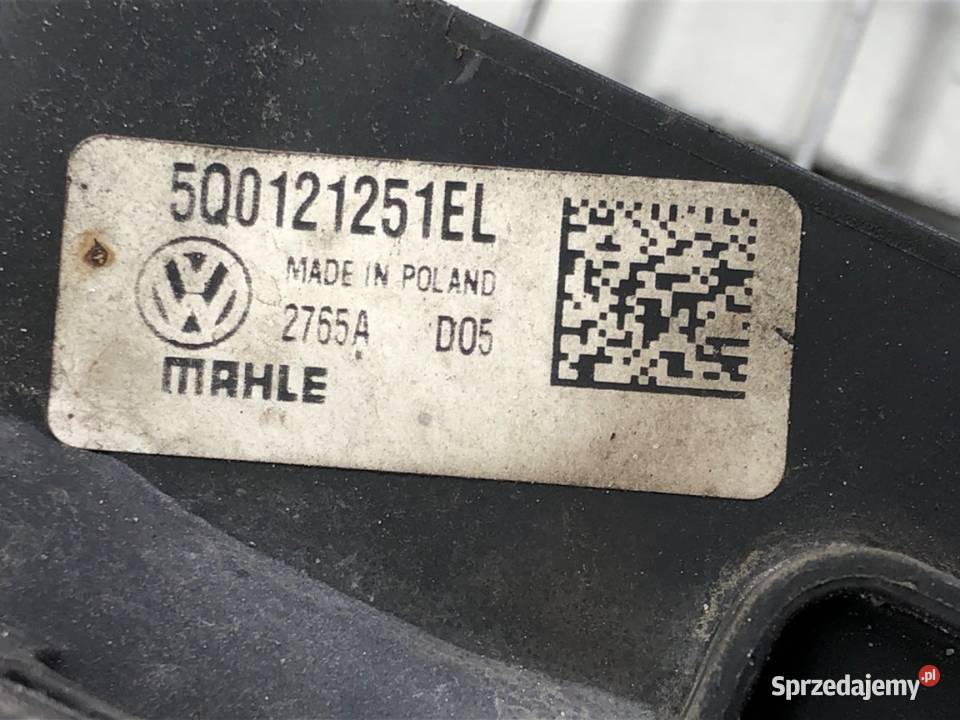 5Q0121251EL
MADE IN POLAND
2765A D05
MAHLE
Sprzedajemy.pl